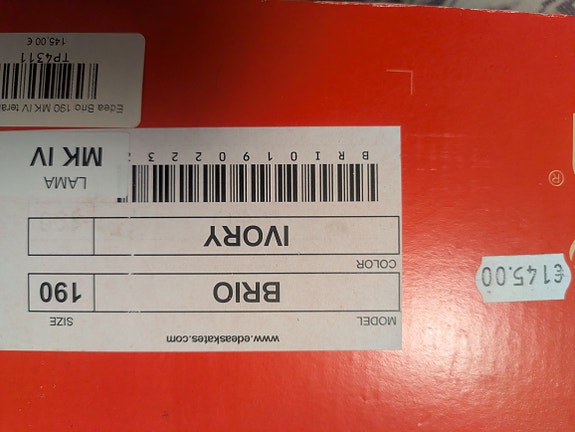 www.edeaskates.com
MODEL SIZE
BRIO 190
COLOR
€145.00
IVORY
BRI01900223
LAMA
MK IV
®
Edea Brio 190 MK IV
TP4311
145.00 €